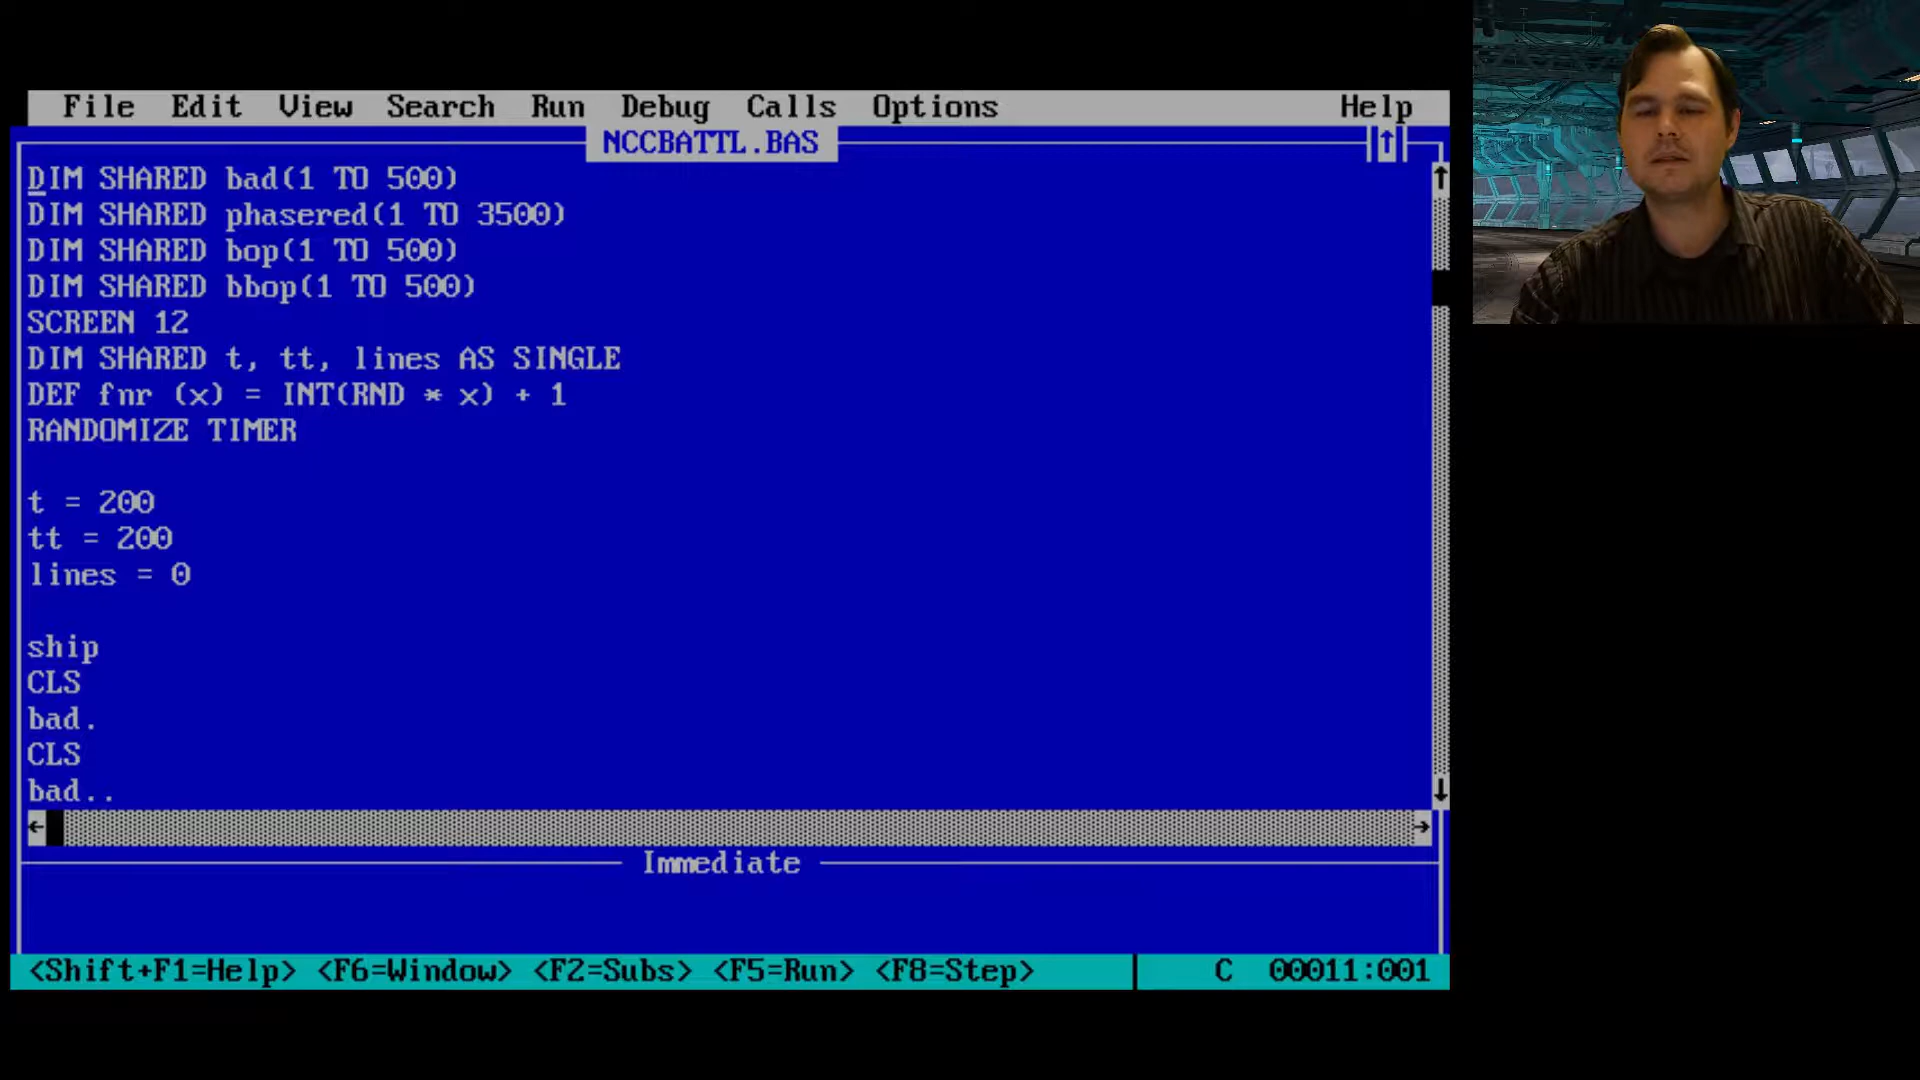 File Edit View Search Run Debug Calls Options Help
NCCBATTL.BAS
DIM SHARED bad(1 TO 500)
DIM SHARED phasered(1 TO 3500)
DIM SHARED bop(1 TO 500)
DIM SHARED bbop(1 TO 500)
SCREEN 12
DIM SHARED t, tt, lines AS SINGLE
DEF fnr (x) = INT(RND * x) + 1
RANDOMIZE TIMER
t = 200
tt = 200
lines = 0
ship
CLS
bad.
CLS
bad..
Immediate
<Shift+F1=Help> <F6=Window> <F2=Subs> <F5=Run> <F8=Step> C 00011:001